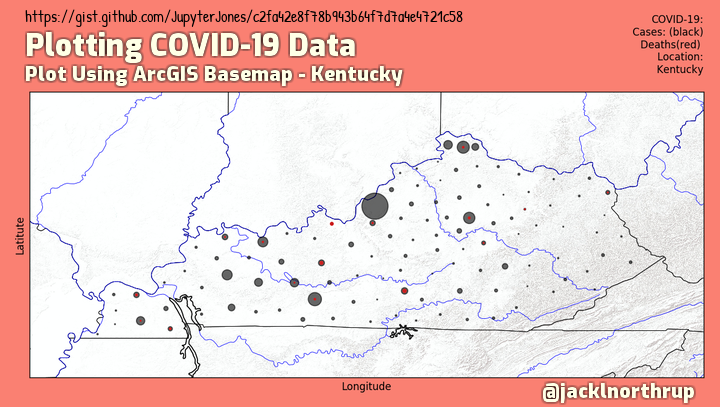 https://gist.github.com/JupyterJones/c2fa42e8f78b943b64f7d7a4e4721c58
Plotting COVID-19 Data
Plot Using ArcGIS Basemap - Kentucky
COVID-19:
Cases: (black)
Deaths(red)
Location:
Kentucky
Latitute
Longitude
@jacklnorthrup